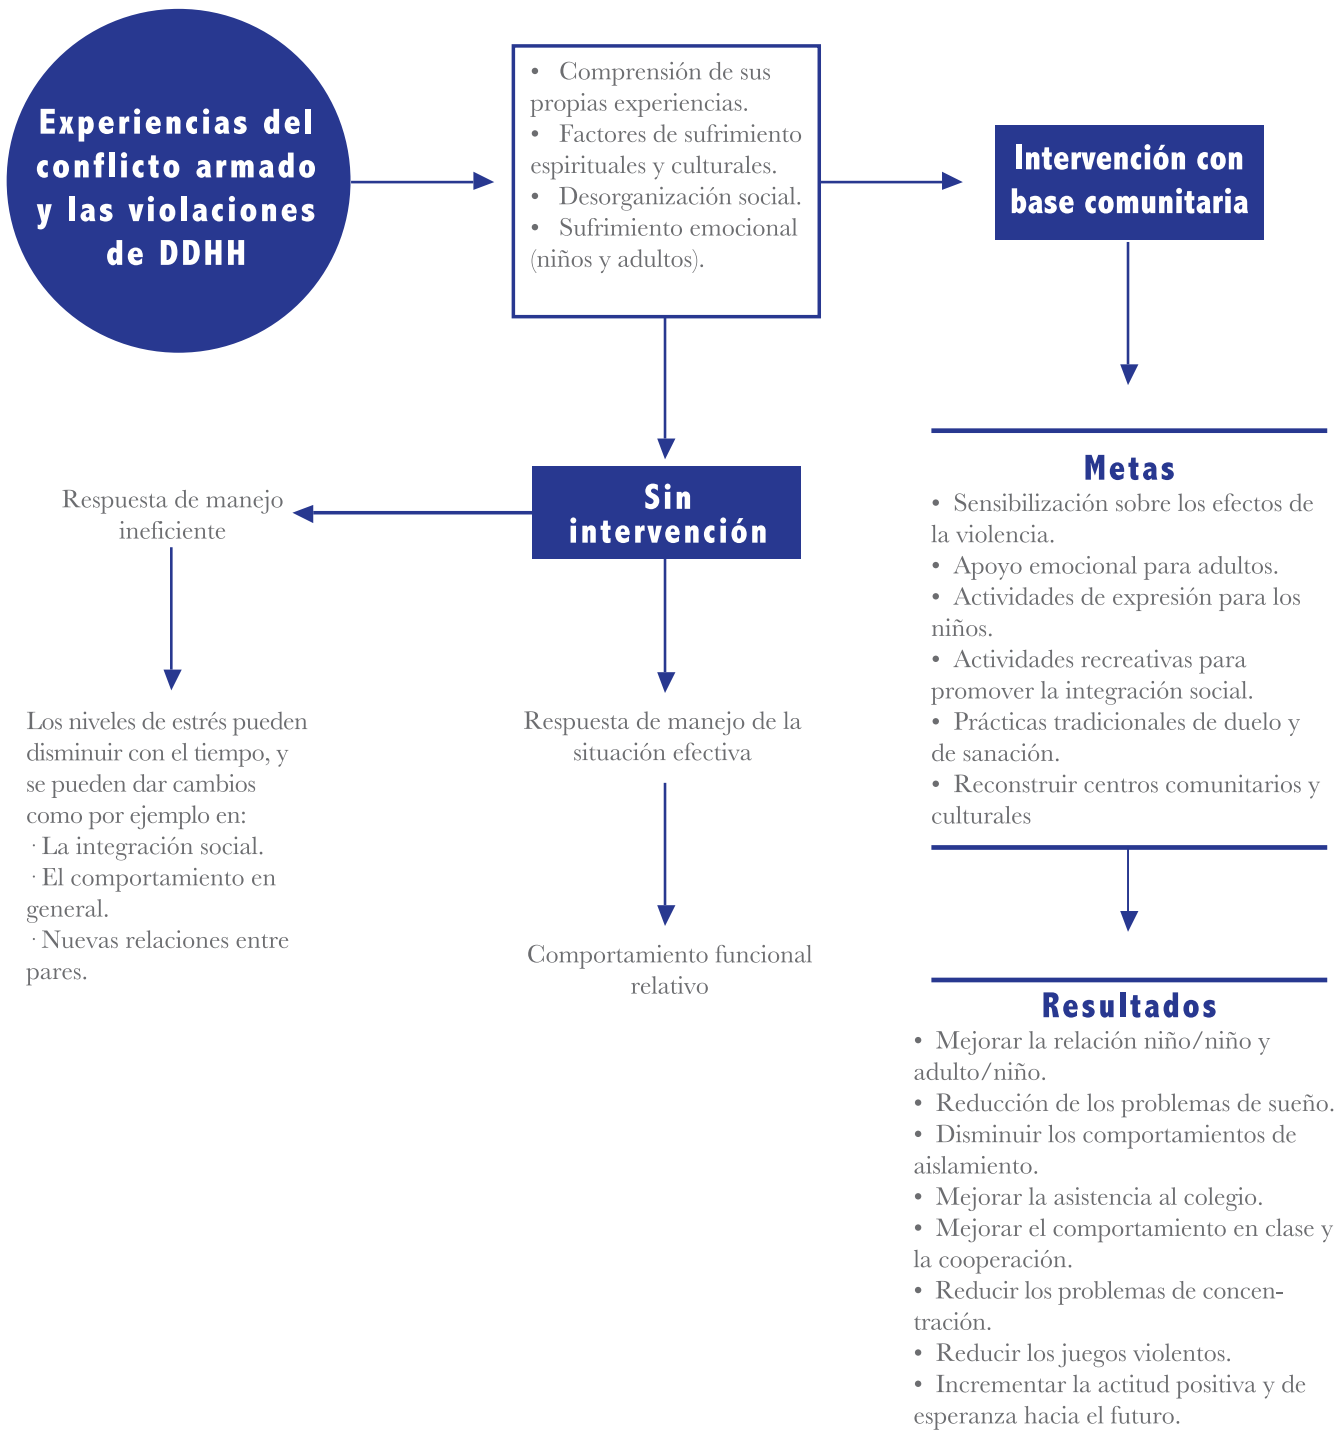 Experiencias del
conflicto armado
y las violaciones
de DDHH
• Comprensión de sus
propias experiencias.
• Factores de sufrimiento
espirituales y culturales.
• Desorganización social.
• Sufrimiento emocional
(niños y adultos).
Intervención con
base comunitaria
Sin
intervención
Respuesta de manejo
ineficiente
Los niveles de estrés pueden
disminuir con el tiempo, y
se pueden dar cambios
como por ejemplo en:
· La integración social.
· El comportamiento en
general.
· Nuevas relaciones entre
pares.
Respuesta de manejo de la
situación efectiva
Comportamiento funcional
relativo
Metas
• Sensibilización sobre los efectos de
la violencia.
• Apoyo emocional para adultos.
• Actividades de expresión para los
niños.
• Actividades recreativas para
promover la integración social.
• Prácticas tradicionales de duelo y
de sanación.
• Reconstruir centros comunitarios y
culturales
Resultados
• Mejorar la relación niño/niño y
adulto/niño.
• Reducción de los problemas de sueño.
• Disminuir los comportamientos de
aislamiento.
• Mejorar la asistencia al colegio.
• Mejorar el comportamiento en clase y
la cooperación.
• Reducir los problemas de concen-
tración.
• Reducir los juegos violentos.
• Incrementar la actitud positiva y de
esperanza hacia el futuro.